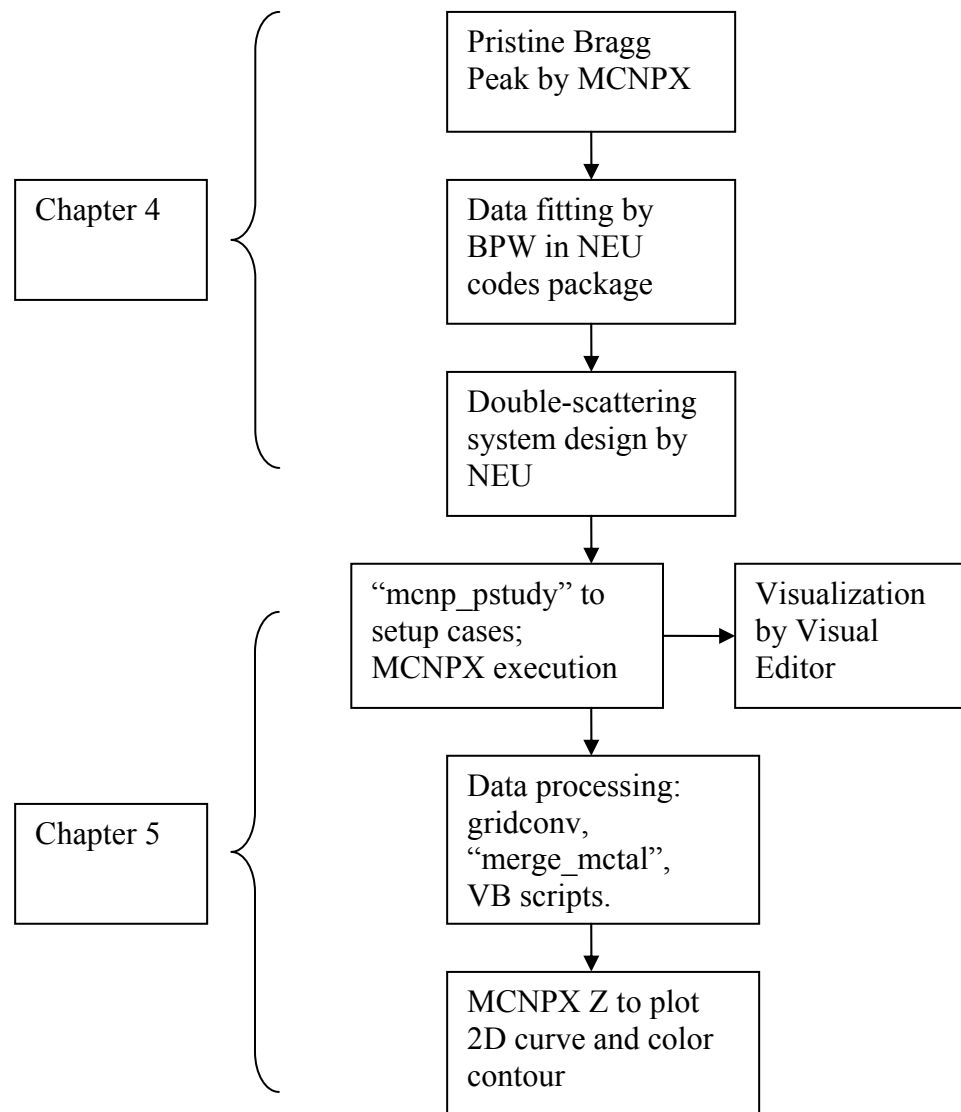 Pristine Bragg
Peak by MCNPX
Chapter 4
Data fitting by
BPW in NEU
codes package
Double-scattering
system design by
NEU
“mcnp_pstudy” to
setup cases;
MCNPX execution
Visualization
by Visual
Editor
Data processing:
gridconv,
“merge_mctal”,
VB scripts.
Chapter 5
MCNPX Z to plot
2D curve and color
contour